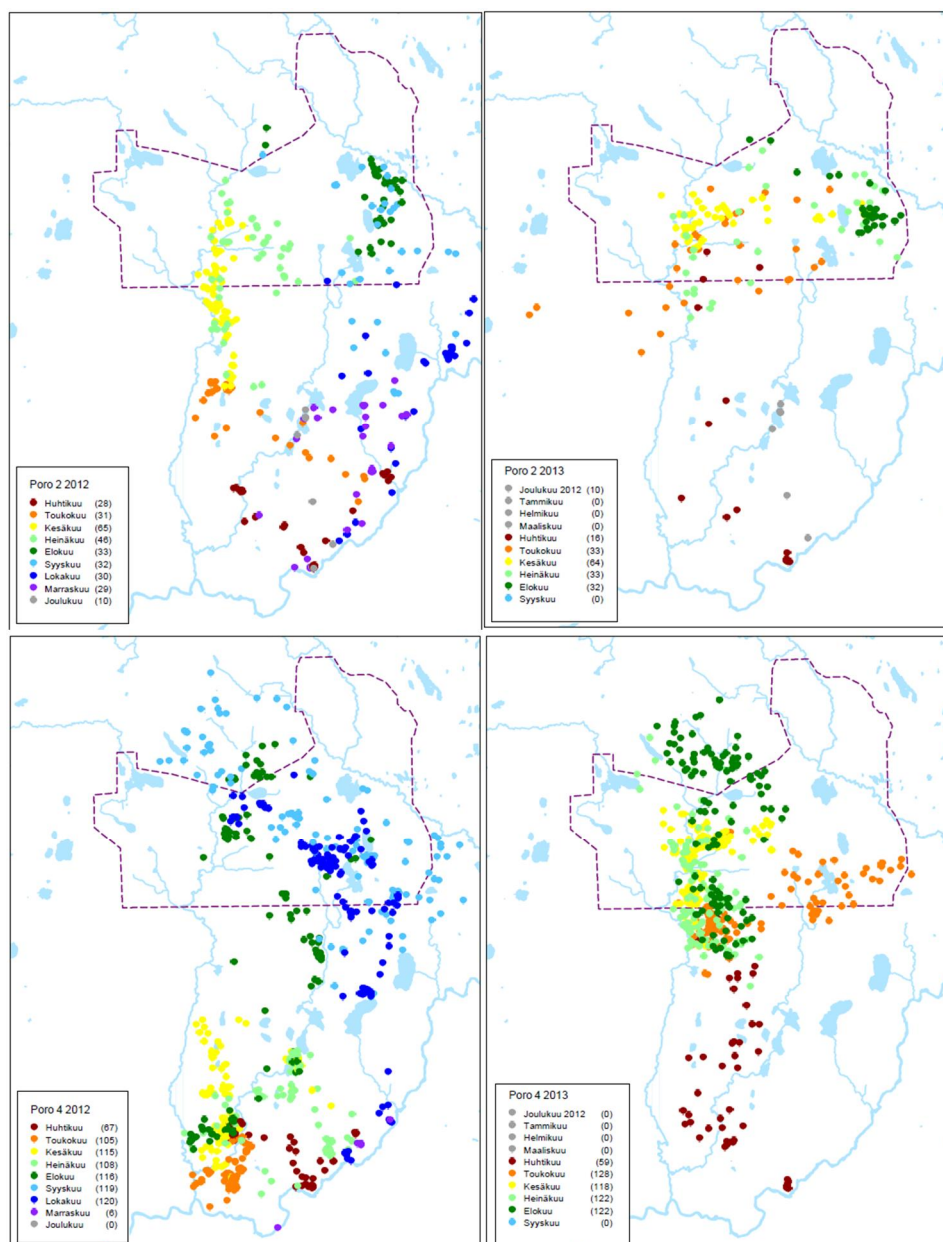 Poro 2 2012
Huhtikuu (28)
Toukokuu (31)
Kesäkuu (65)
Heinäkuu (46)
Elokuu (33)
Syyskuu (32)
Lokakuu (30)
Marraskuu (29)
Joulukuu (10)
Poro 2 2013
Joulukuu 2012 (10)
Tammikuu (0)
Helmikuu (0)
Maaliskuu (0)
Huhtikuu (16)
Toukokuu (33)
Kesäkuu (64)
Heinäkuu (33)
Elokuu (32)
Syyskuu (0)
Poro 4 2012
Huhtikuu (67)
Toukokuu (105)
Kesäkuu (115)
Heinäkuu (108)
Elokuu (116)
Syyskuu (119)
Lokakuu (120)
Marraskuu (6)
Joulukuu (0)
Poro 4 2013
Joulukuu 2012 (0)
Tammikuu (0)
Helmikuu (0)
Maaliskuu (0)
Huhtikuu (59)
Toukokuu (128)
Kesäkuu (118)
Heinäkuu (122)
Elokuu (122)
Syyskuu (0)